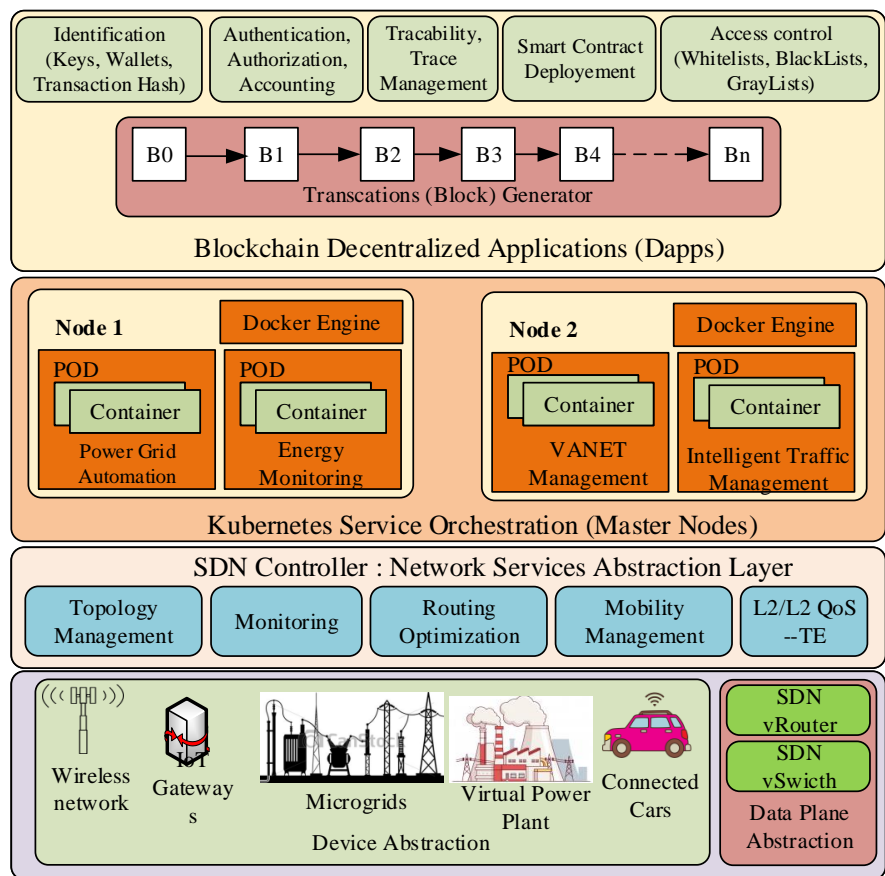 Identification
(Keys, Wallets,
Transaction Hash)
Authentication,
Authorization,
Accounting
Tracability,
Trace
Management
Smart Contract
Deployement
Access control
(Whitelists, BlackLists,
GrayLists)
B0
B1
B2
B3
B4
Bn
Transcations (Block) Generator
Blockchain Decentralized Applications (Dapps)
Node 1
Docker Engine
POD
Container
Power Grid
Automation
POD
Container
Energy
Monitoring
Node 2
Docker Engine
POD
Container
VANET
Management
POD
Container
Intelligent Traffic
Management
Kubernetes Service Orchestration (Master Nodes)
SDN Controller : Network Services Abstraction Layer
Topology
Management
Monitoring
Routing
Optimization
Mobility
Management
L2/L2 QoS
--TE
Wireless
network
IoT
Gateway
s
CanStock
Microgrids
Virtual Power
Plant
Connected
Cars
Device Abstraction
SDN
vRouter
SDN
vSwicth
Data Plane
Abstraction